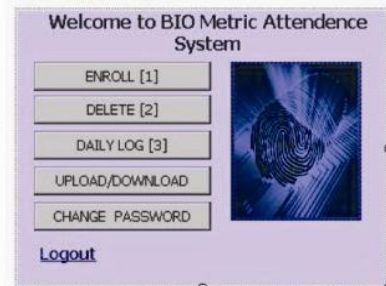 Welcome to BIO Metric Attendence
System
ENROLL [1]
DELETE [2]
DAILY LOG [3]
UPLOAD/DOWNLOAD
CHANGE PASSWORD
Logout